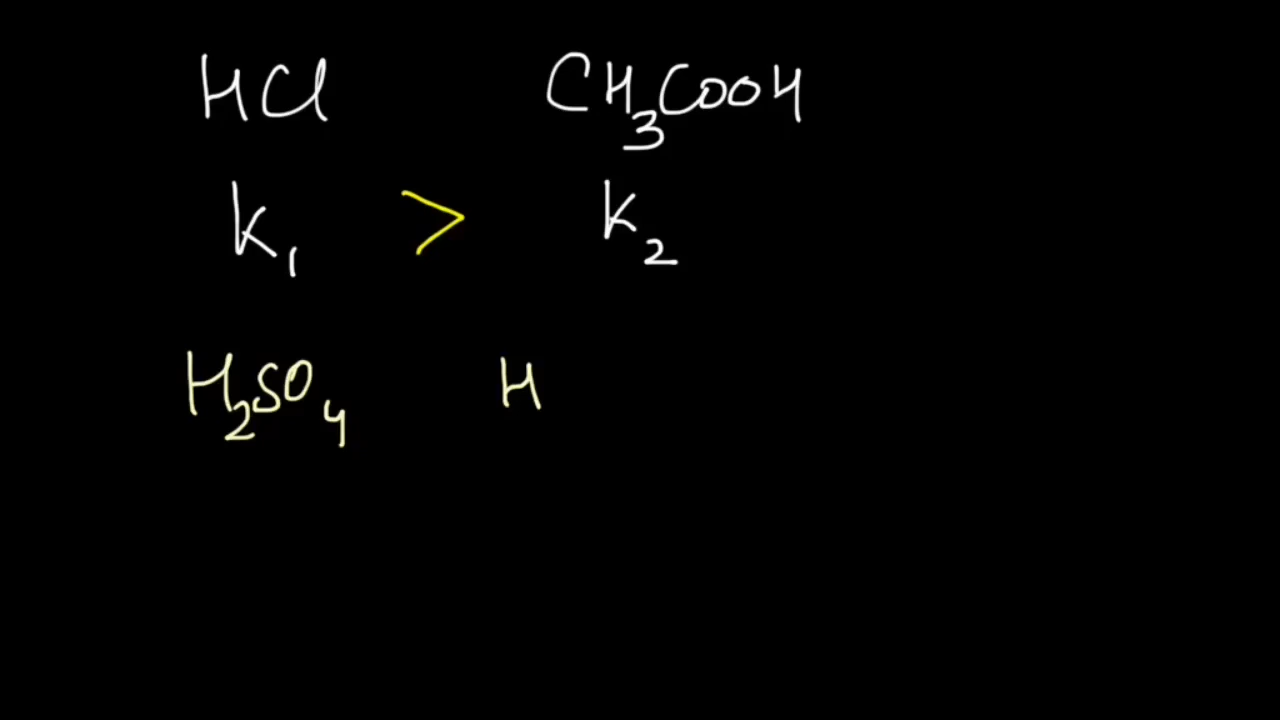 HCl CH₃COOH
k₁ > k₂
H₂SO₄ H